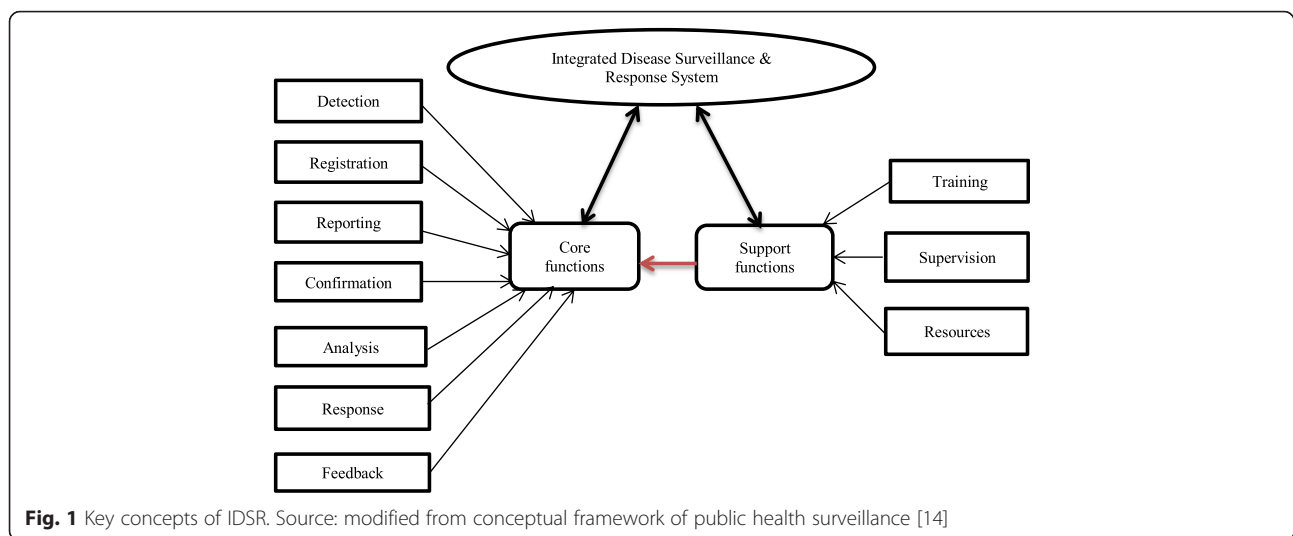 Integrated Disease Surveillance &
Response System
Detection
Registration
Reporting
Confirmation
Analysis
Response
Feedback
Core
functions
Support
functions
Training
Supervision
Resources
Fig. 1 Key concepts of IDSR. Source: modified from conceptual framework of public health surveillance [14]